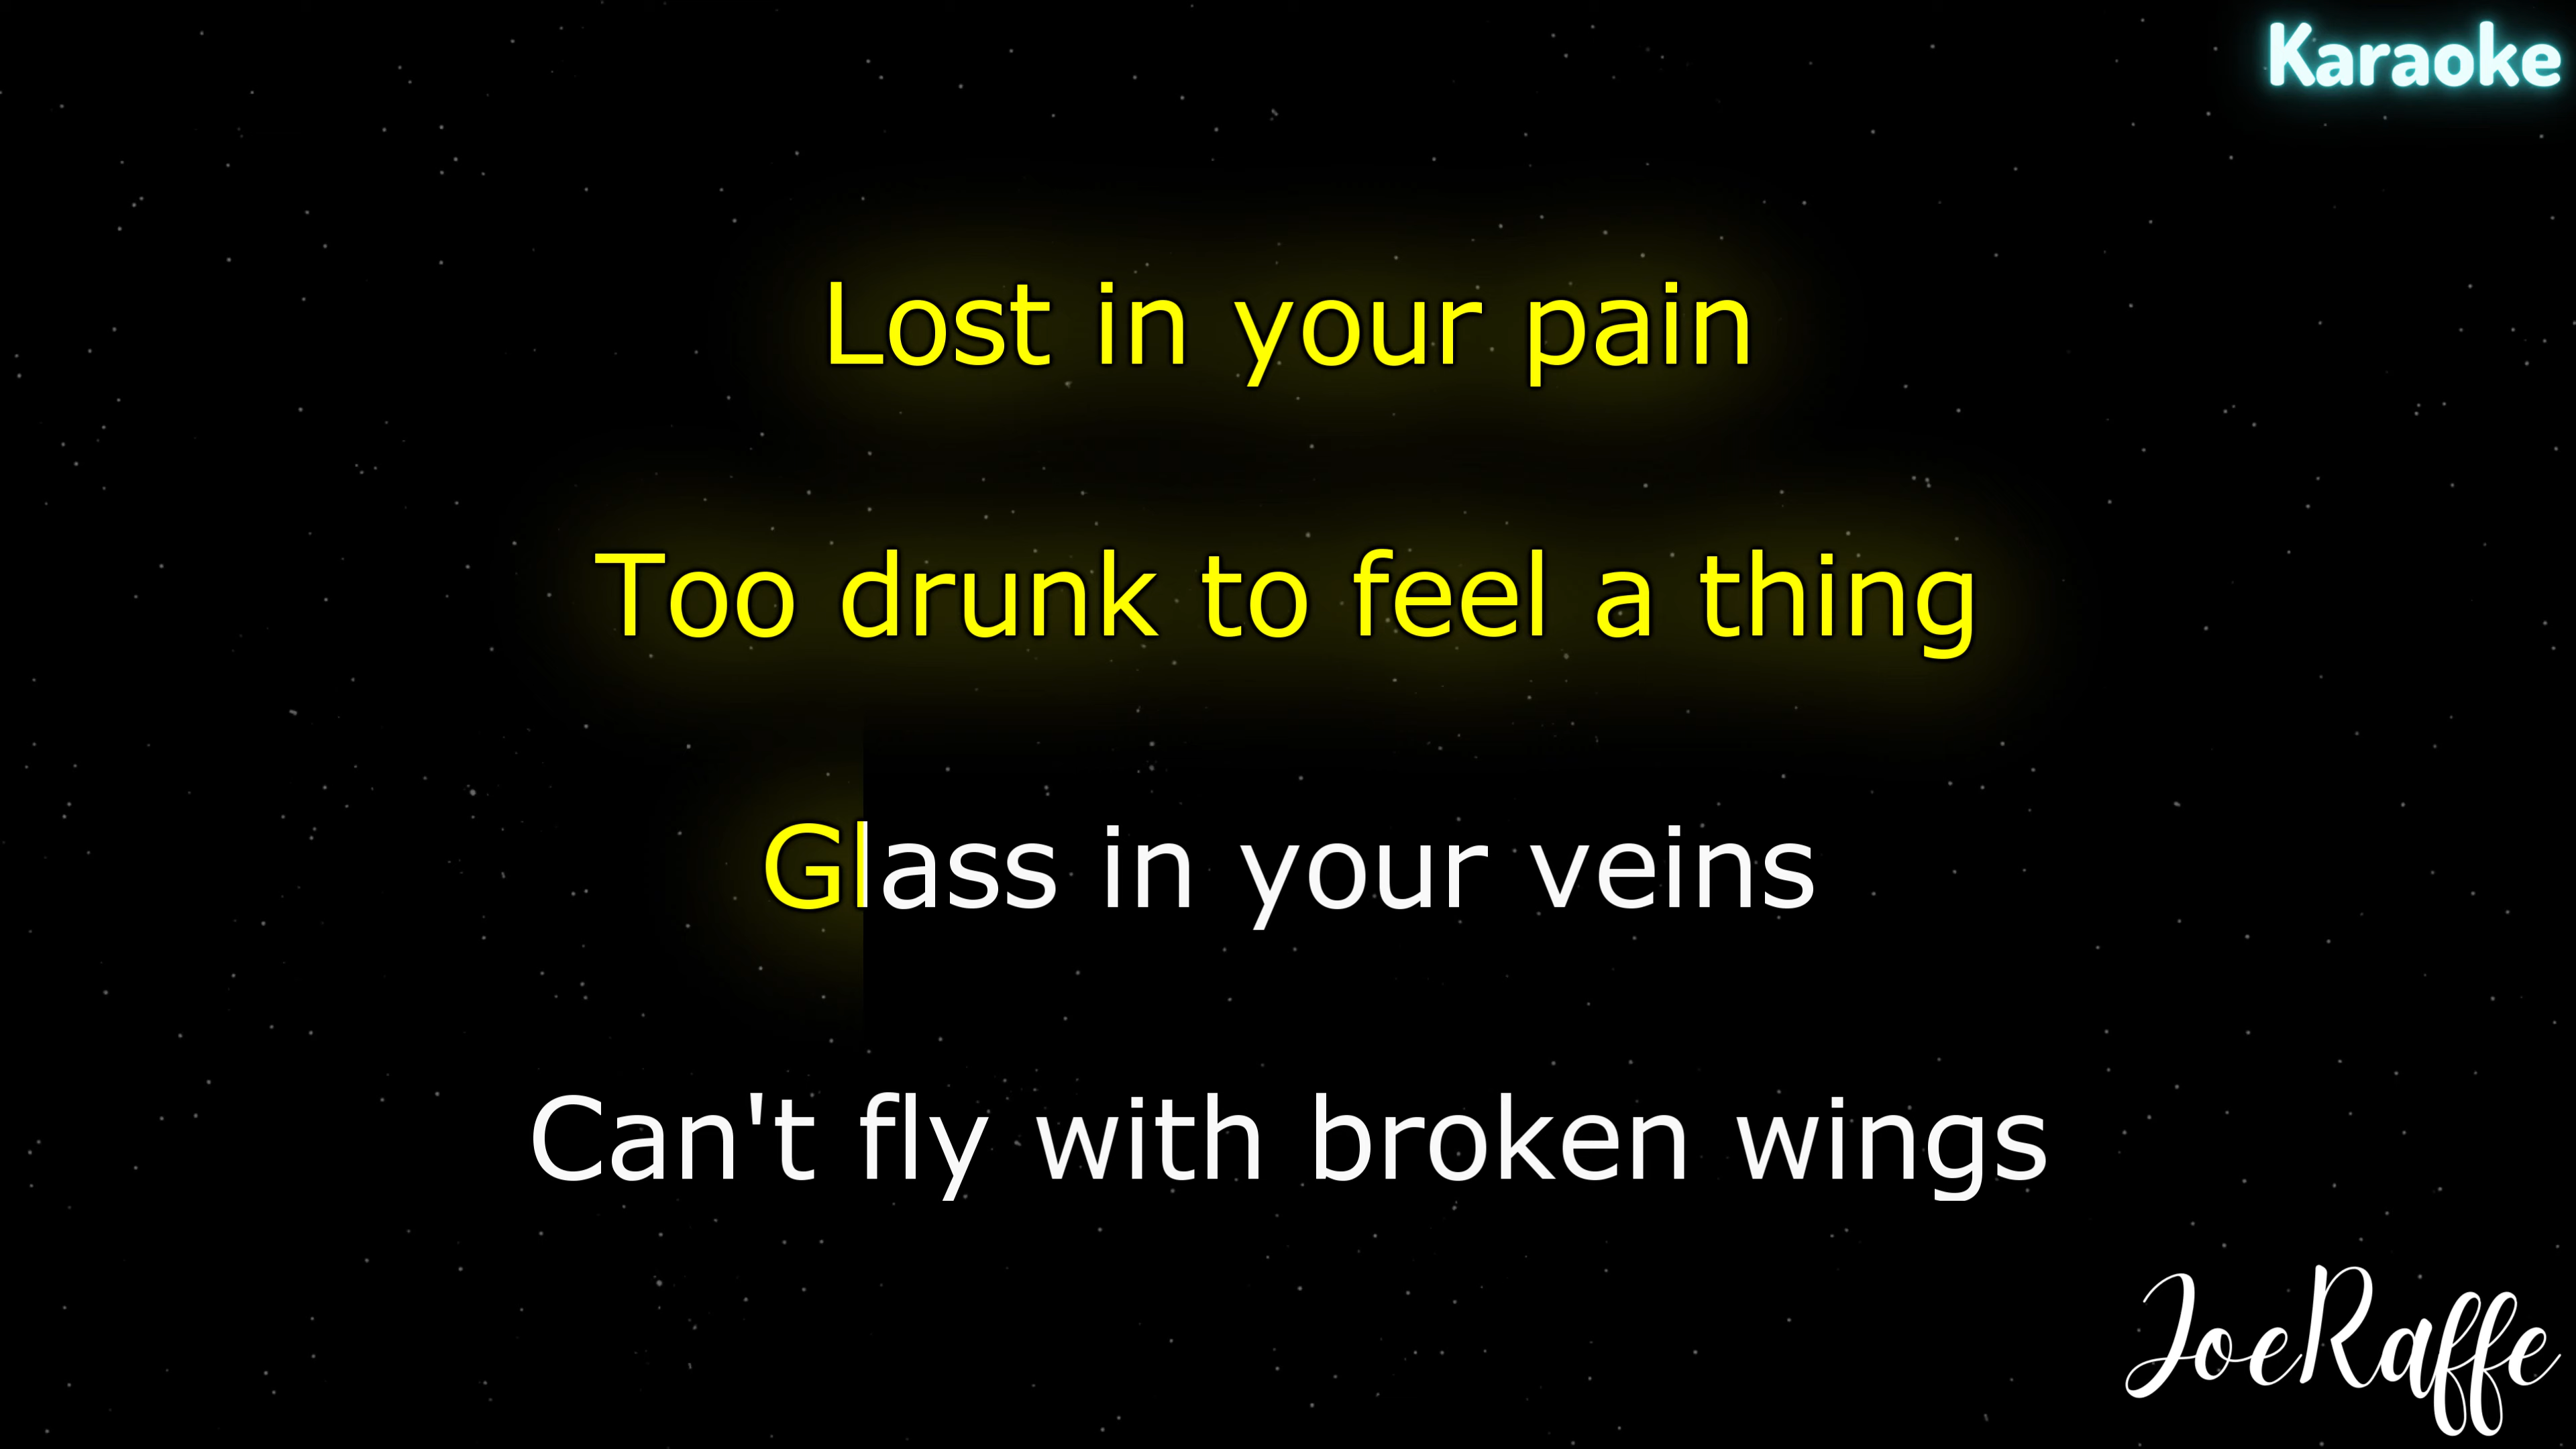 Karaoke
Lost in your pain
Too drunk to feel a thing
Glass in your veins
Can't fly with broken wings
JoeRaffe